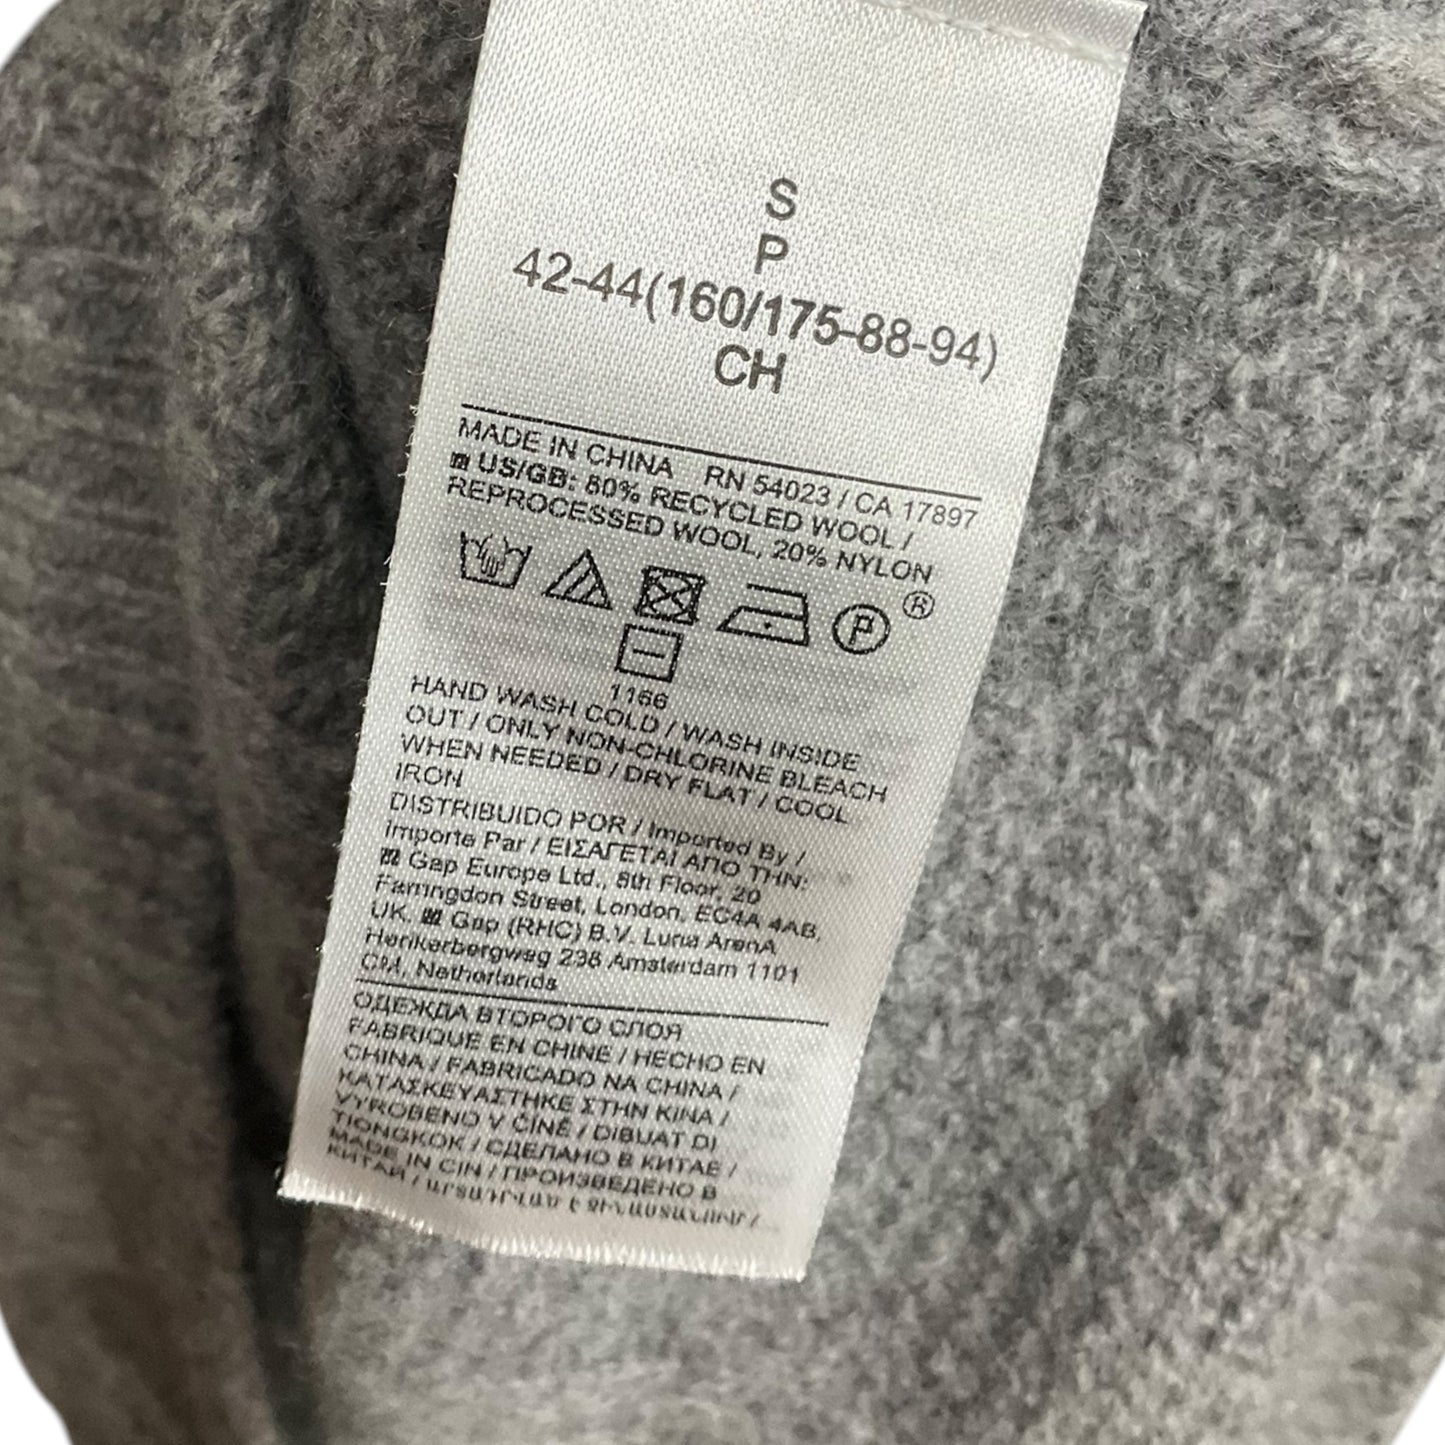 S
P
42-44(160/175-88-94)
CH
MADE IN CHINA RN 54023 / CA 17897
US/GB: 80% RECYCLED WOOL /
REPROCESSED WOOL, 20% NYLON
P ®
1166
HAND WASH COLD / WASH INSIDE
OUT / ONLY NON-CHLORINE BLEACH
WHEN NEEDED / DRY FLAT / COOL
IRON
DISTRIBUIDO POR / Imported By /
Importe Par / ΕΙΣΑΓΕΤΑΙ ΑΠΟ ΤΗΝ:
Gap Europe Ltd., 8th Floor, 20
Farringdon Street, London, EC4A 4AB,
UK. Gap (RHC) B.V. Luna ArenA
Herikerbergweg 238 Amsterdam 1101
CM, Netherlands
ОДЕЖДА ВТОРОГО СЛОЯ
FABRIQUE EN CHINE / HECHO EN
CHINA / FABRICADO NA CHINA /
ΚΑΤΑΣΚΕΥΑΣΤΗΚΕ ΣΤΗΝ ΚΙΝΑ /
VYROBENO V ČÍNĚ / DIBUAT DI
TIONGKOK / СДЕЛАНО В КИТАЕ /
MADE IN CIN / ПРОИЗВЕДЕНО В
КИТАЙ /